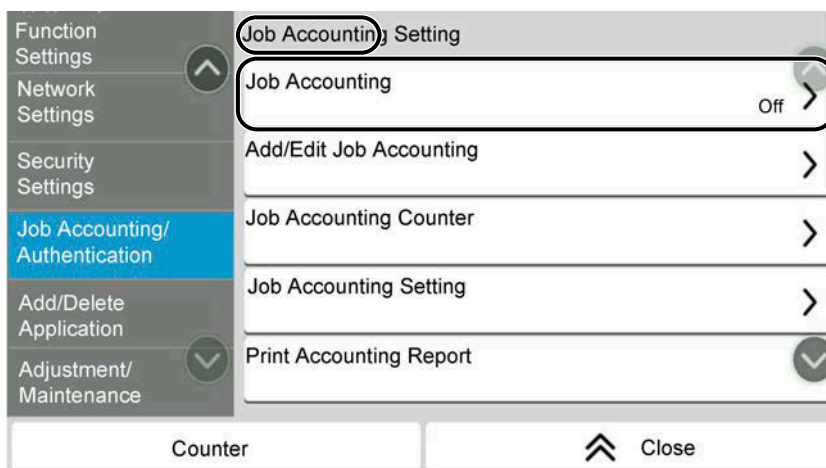 Function
Settings
Network
Settings
Security
Settings
Job Accounting/
Authentication
Add/Delete
Application
Adjustment/
Maintenance
Job Accounting Setting
Job Accounting
Off
Add/Edit Job Accounting
Job Accounting Counter
Job Accounting Setting
Print Accounting Report
Counter
Close